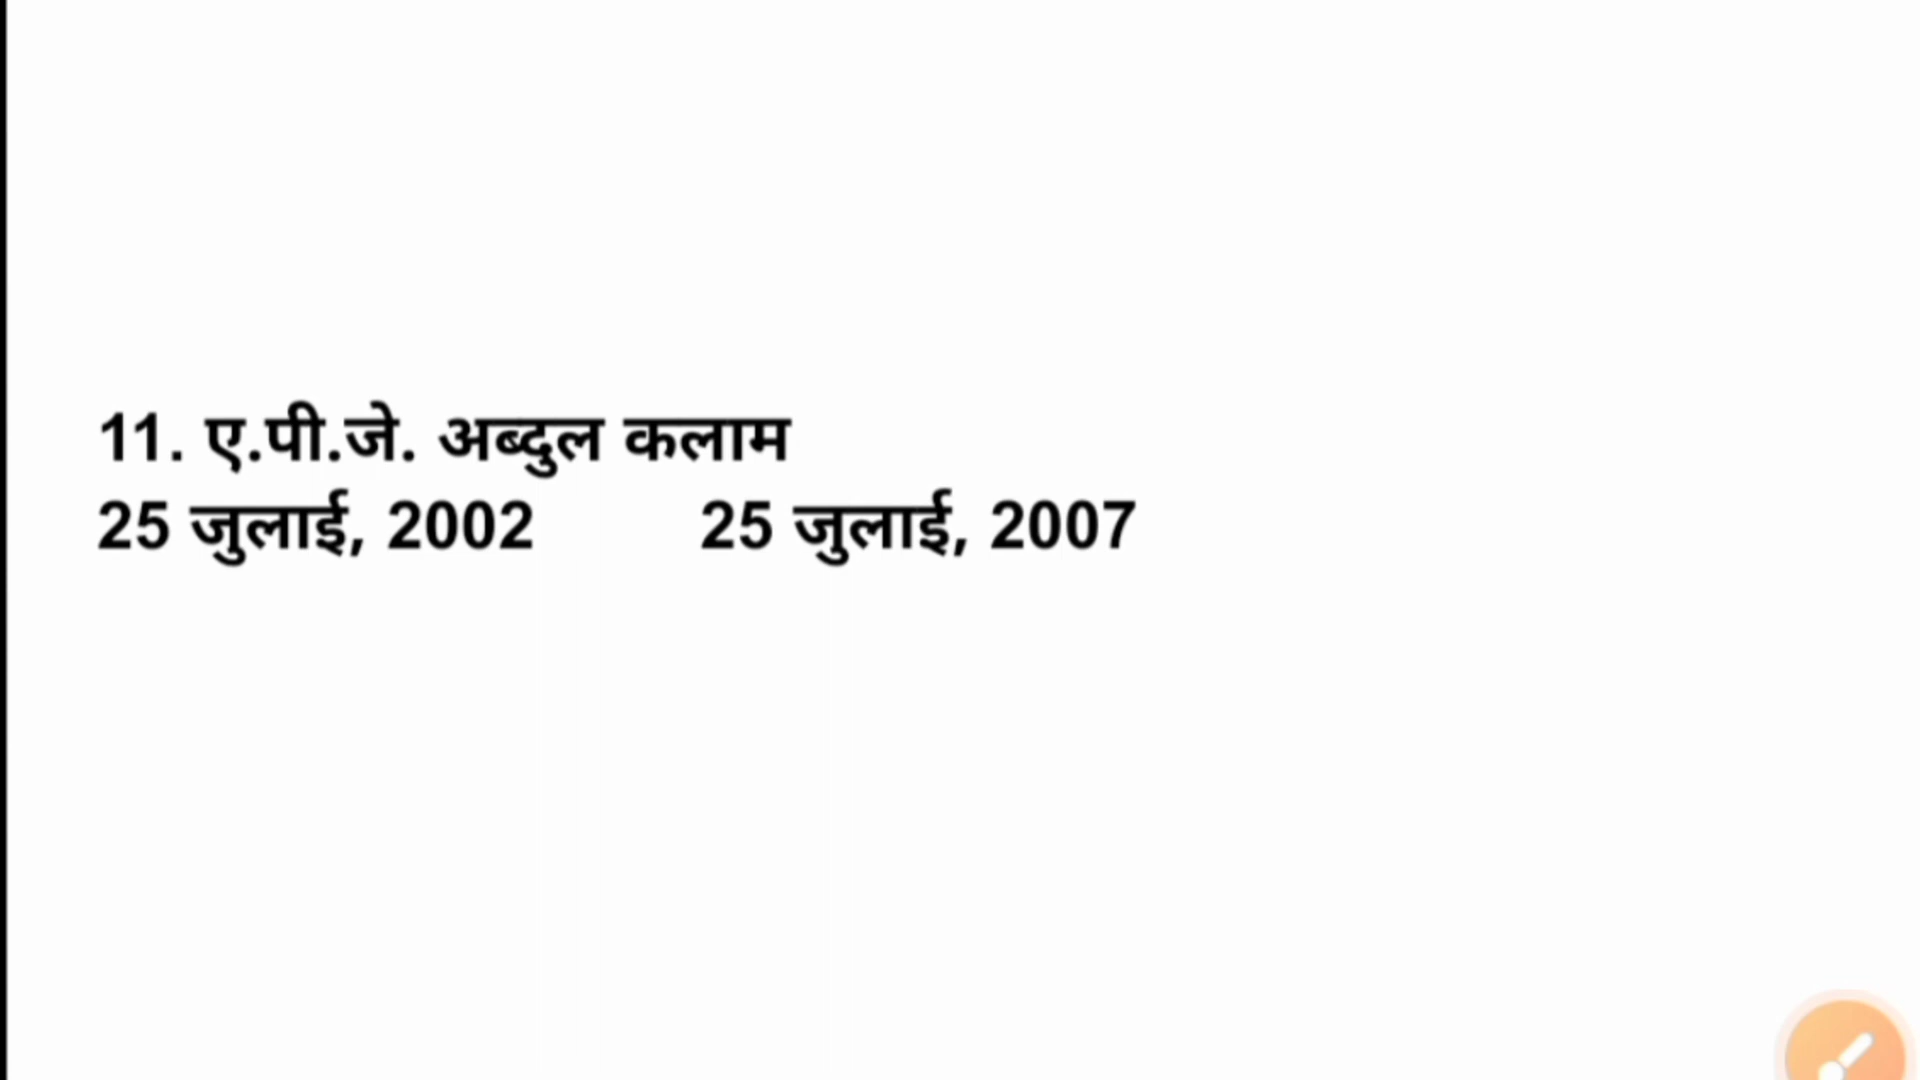 11. ए.पी.जे. अब्दुल कलाम
25 जुलाई, 2002 25 जुलाई, 2007